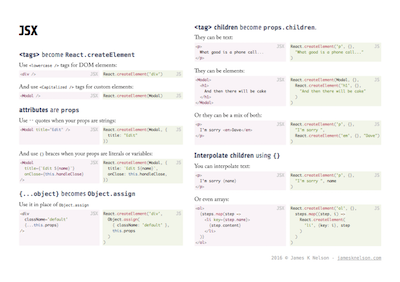 JSX
<tags> become React.createElement
Use <lowercase /> tags for DOM elements:
<div /> JSX React.createElement("div") JS
And use <Capitalized /> tags for custom elements:
<Modal /> JSX React.createElement(Modal) JS
attributes are props
Use "" quotes when your props are strings:
<Modal title="Edit" /> JSX React.createElement(Modal, { JS
title: "Edit"
})
And use {} braces when your props are literals or variables:
<Modal JSX React.createElement(Modal, { JS
title={`Edit ${name}`} title: `Edit ${name}`,
onClose={this.handleClose} onClose: this.handleClose,
/> })
{...object} becomes Object.assign
Use it in place of Object.assign
<div JSX React.createElement("div", JS
className="default" Object.assign(
{...this.props} { className: "default" },
/> this.props
)
)
<tag> children become props.children.
They can be text:
<p> JSX React.createElement("p", {}, JS
What good is a phone call... "What good is a phone call..."
</p> )
They can be elements:
<Modal> JSX React.createElement(Modal, {}, JS
<h1> React.createElement("h1", {},
And then there will be cake "And then there will be cake"
</h1> )
</Modal> )
Or they can be a mix of both:
<p> JSX React.createElement("p", {}, JS
I'm sorry <em>Dave</em> "I'm sorry ",
</p> React.createElement("em", {}, "Dave")
)
Interpolate children using {}
You can interpolate text:
<p> JSX React.createElement("p", {}, JS
I'm sorry {name} "I'm sorry ", name
</p> )
Or even arrays:
<ol> JSX React.createElement("ol", {}, JS
{steps.map(step => steps.map(step, i) =>
<li key={step.name}> React.createElement(
{step.content} "li", {key: i}, step
</li> )
)} )
</ol> )
2016 © James K Nelson - jamesknelson.com